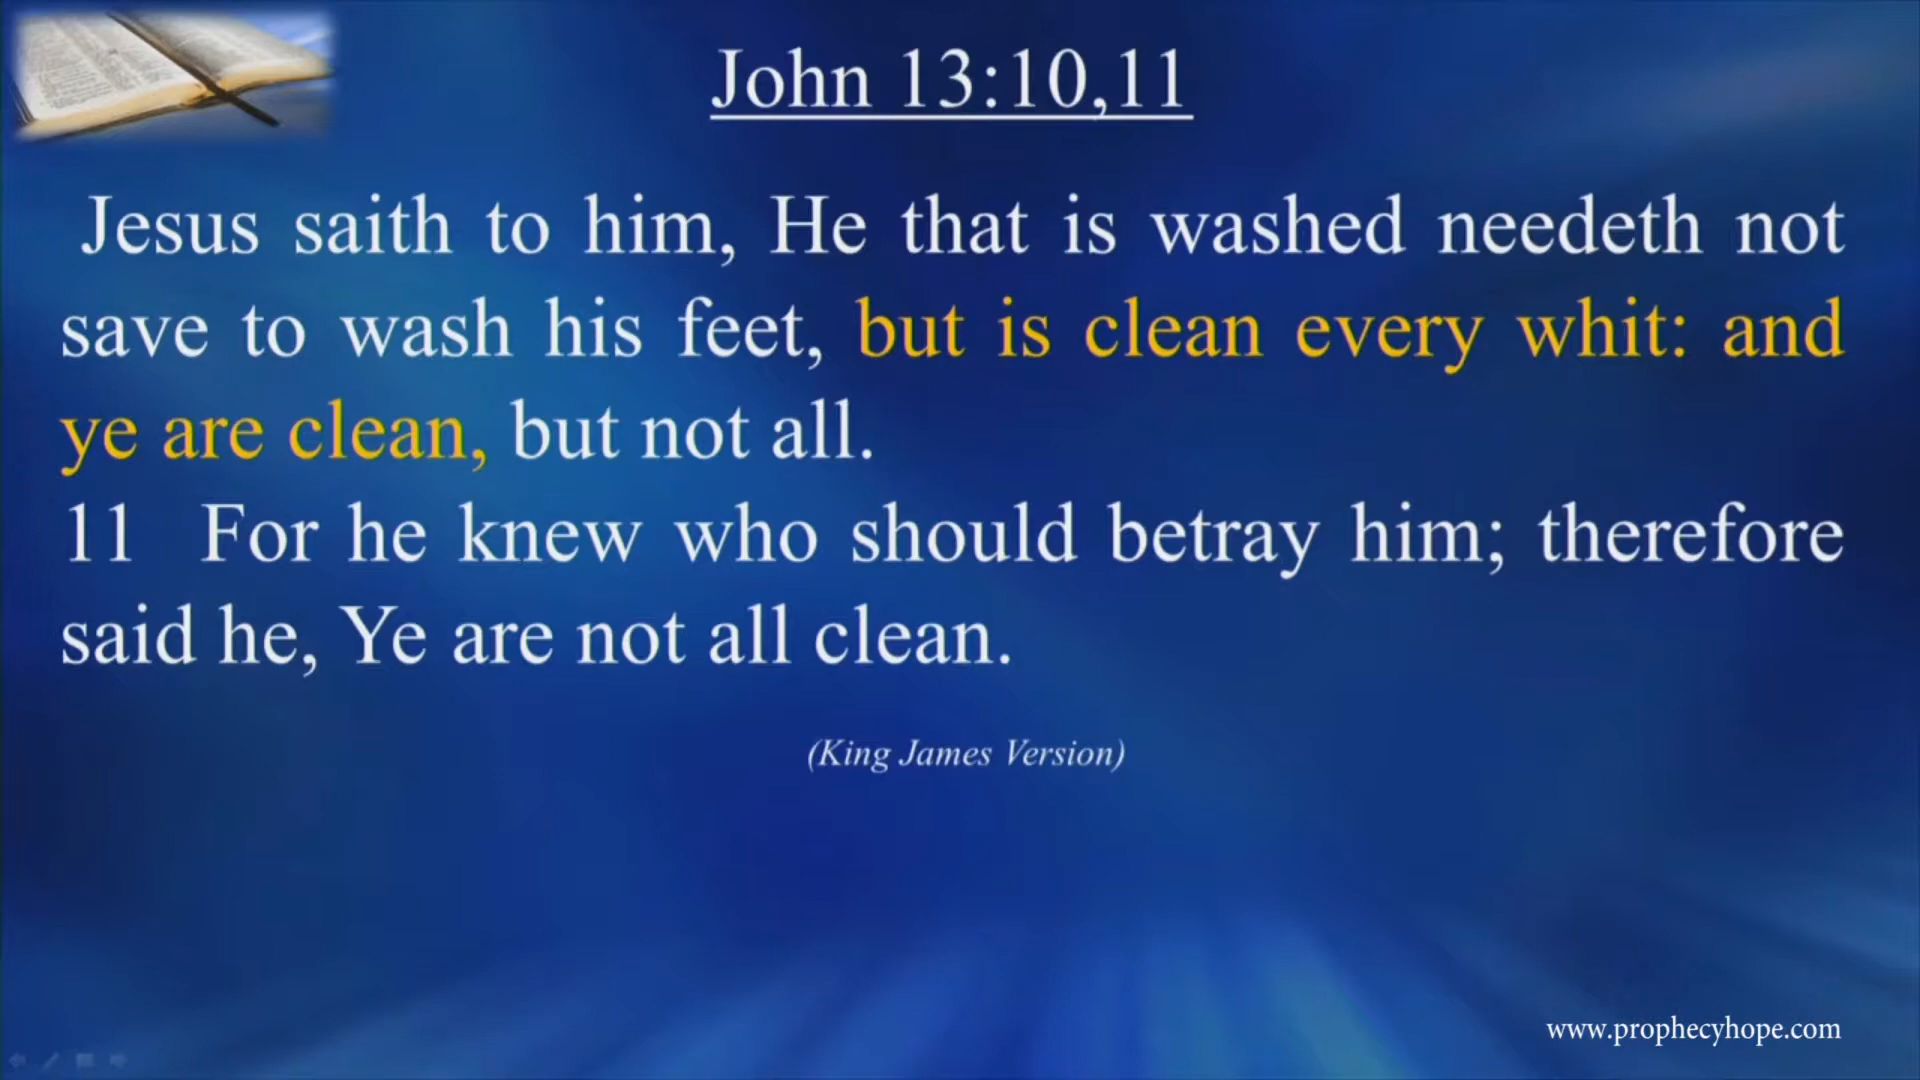 John 13:10,11
Jesus saith to him, He that is washed needeth not
save to wash his feet, but is clean every whit: and
ye are clean, but not all.
11 For he knew who should betray him; therefore
said he, Ye are not all clean.
(King James Version)
www.prophecyhope.com